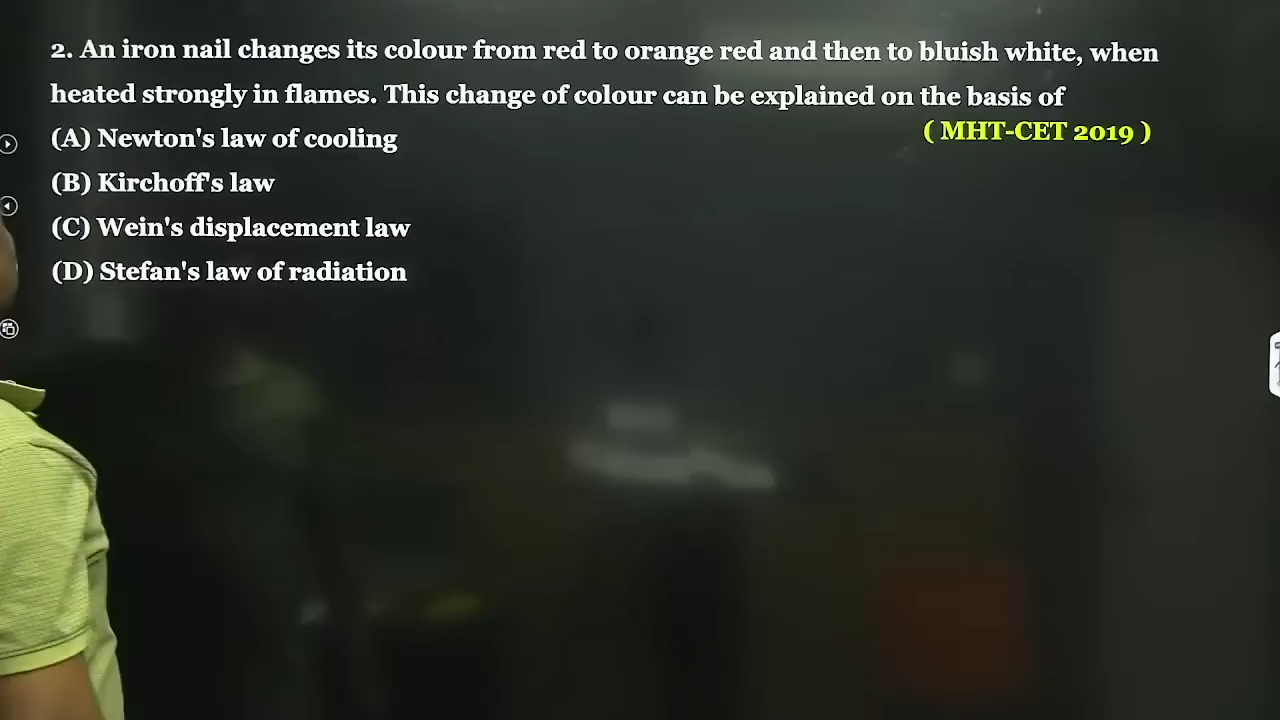 2. An iron nail changes its colour from red to orange red and then to bluish white, when
heated strongly in flames. This change of colour can be explained on the basis of
(A) Newton's law of cooling
( MHT-CET 2019 )
(B) Kirchoff's law
(C) Wein's displacement law
(D) Stefan's law of radiation